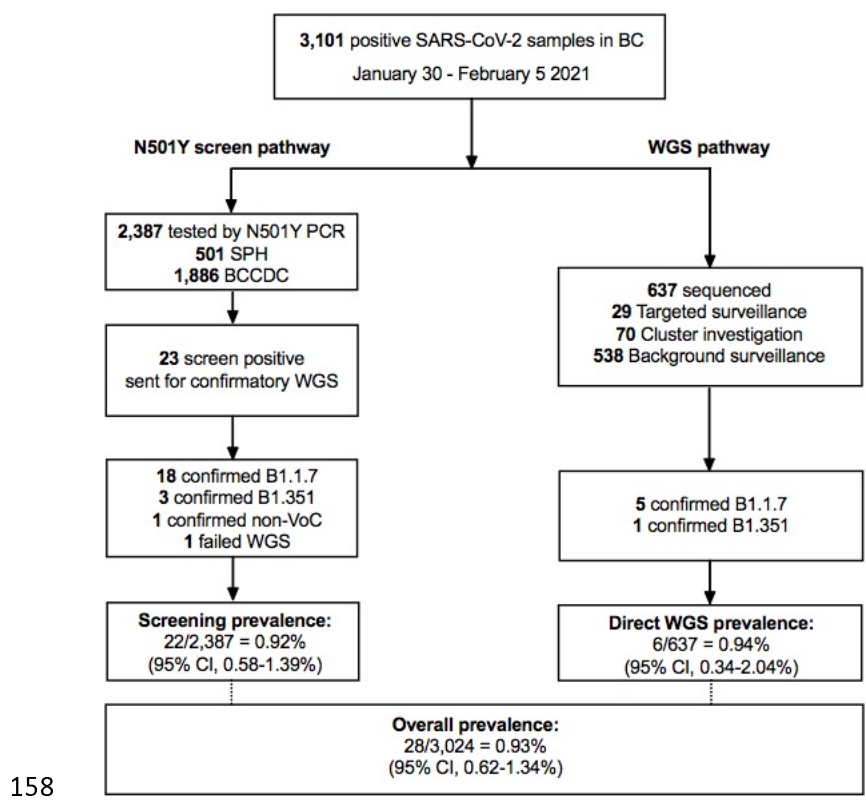 3,101 positive SARS-CoV-2 samples in BC
January 30 - February 5 2021
N501Y screen pathway
WGS pathway
2,387 tested by N501Y PCR
501 SPH
1,886 BCCDC
637 sequenced
29 Targeted surveillance
70 Cluster investigation
538 Background surveillance
23 screen positive
sent for confirmatory WGS
18 confirmed B1.1.7
3 confirmed B1.351
1 confirmed non-VoC
1 failed WGS
5 confirmed B1.1.7
1 confirmed B1.351
Screening prevalence:
22/2,387 = 0.92%
(95% CI, 0.58-1.39%)
Direct WGS prevalence:
6/637 = 0.94%
(95% CI, 0.34-2.04%)
Overall prevalence:
28/3,024 = 0.93%
(95% CI, 0.62-1.34%)
158